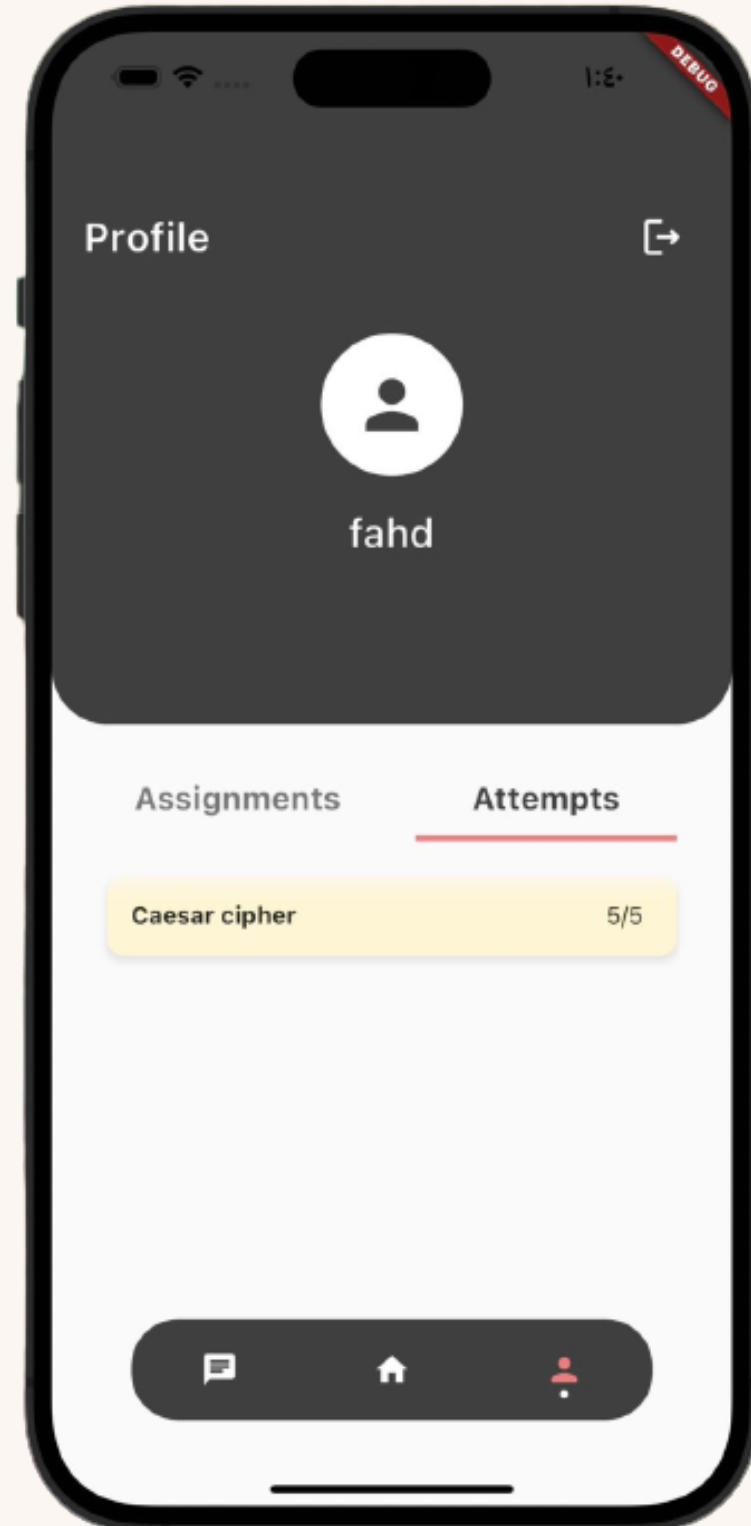 ١:٤٠
DEBUG
Profile
fahd
Assignments Attempts
Caesar cipher 5/5